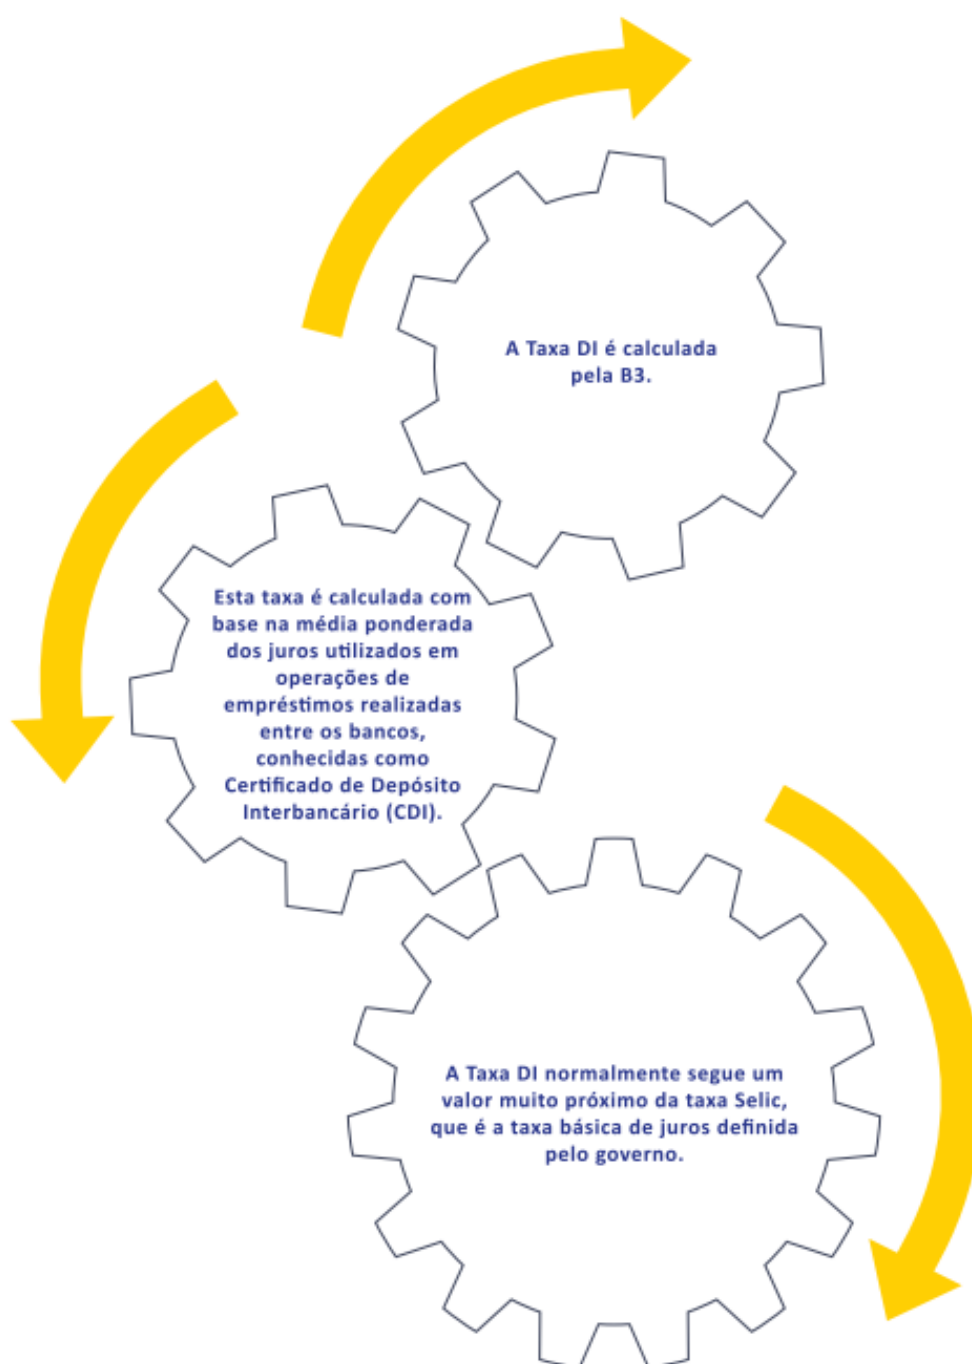 A Taxa DI é calculada
pela B3.
Esta taxa é calculada com
base na média ponderada
dos juros utilizados em
operações de
empréstimos realizadas
entre os bancos,
conhecidas como
Certificado de Depósito
Interbancário (CDI).
A Taxa DI normalmente segue um
valor muito próximo da taxa Selic,
que é a taxa básica de juros definida
pelo governo.